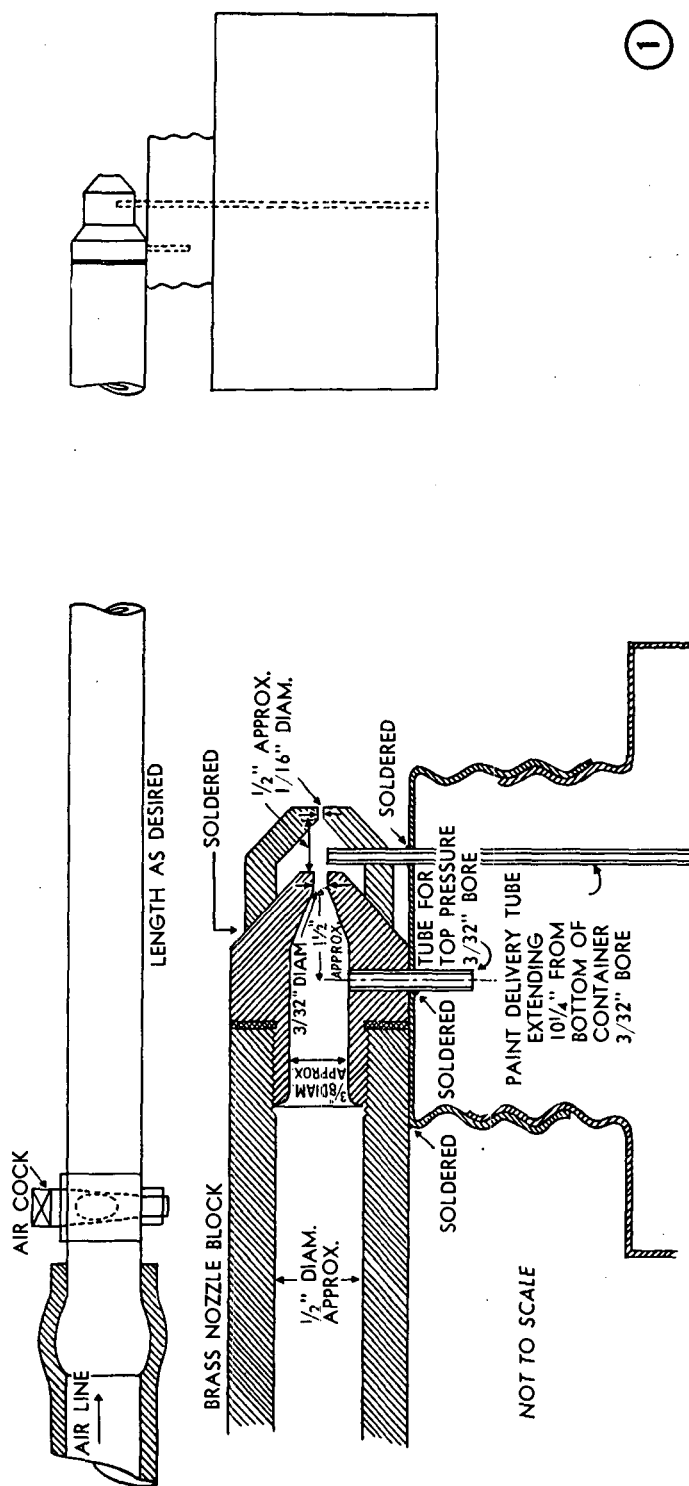 AIR LINE
AIR COCK
LENGTH AS DESIRED
1
BRASS NOZZLE BLOCK
SOLDERED
1/2" APPROX.
1/16" DIAM.
1/2" DIAM.
APPROX.
3/8" DIAM.
APPROX
3/32" DIAM
1 1/2"
APPROX
SOLDERED
SOLDERED
SOLDERED
TUBE FOR
TOP PRESSURE
3/32" BORE
PAINT DELIVERY TUBE
EXTENDING
10 1/4" FROM
BOTTOM OF
CONTAINER
3/32" BORE
NOT TO SCALE